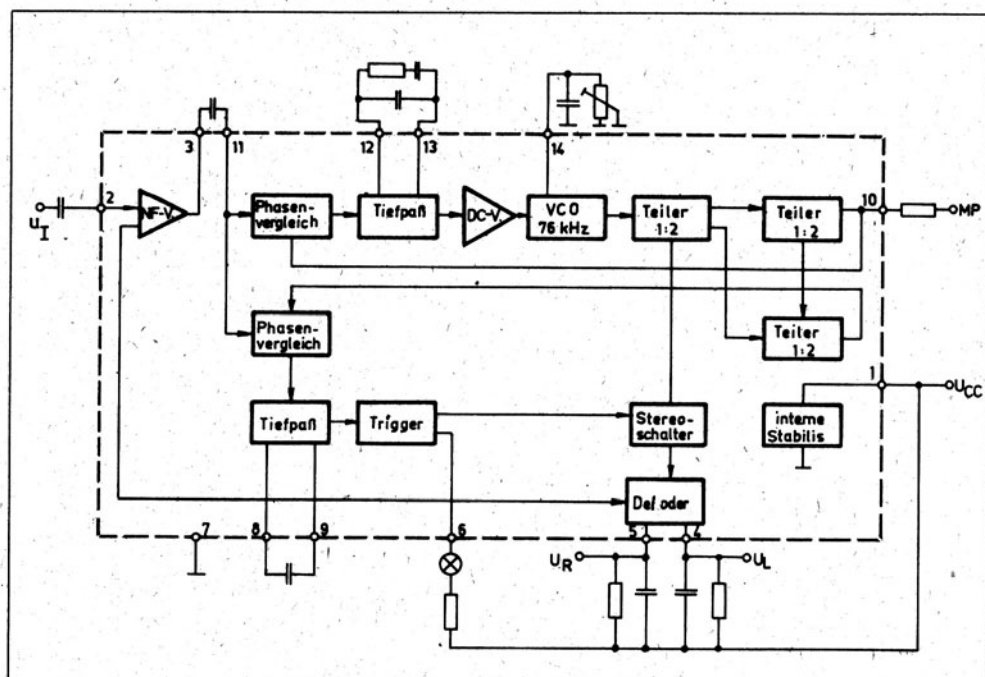 3
11
12
13
14
2
NF-V.
u_I
Phasen-
vergleich
Tiefpaß
DC-V.
VCO
76 kHz
Teiler
1:2
Teiler
1:2
10
MP
Phasen-
vergleich
Teiler
1:2
1
U_CC
Tiefpaß
Trigger
Stereo-
schalter
interne
Stabilis
Dekoder
7
8
9
6
5
4
U_R
U_L